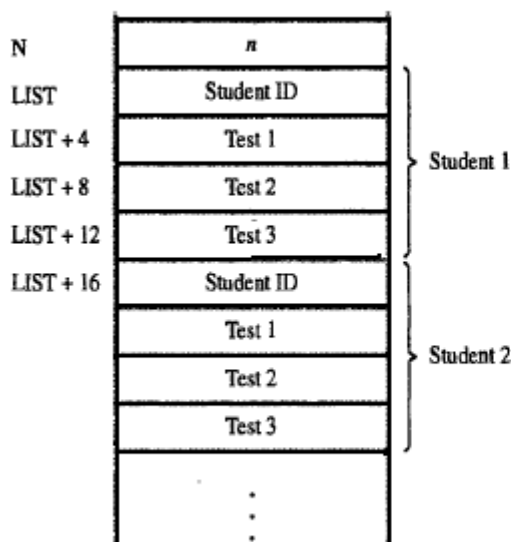 N n
LIST Student ID
LIST + 4 Test 1
Student 1
LIST + 8 Test 2
LIST + 12 Test 3
LIST + 16 Student ID
Test 1
Student 2
Test 2
Test 3